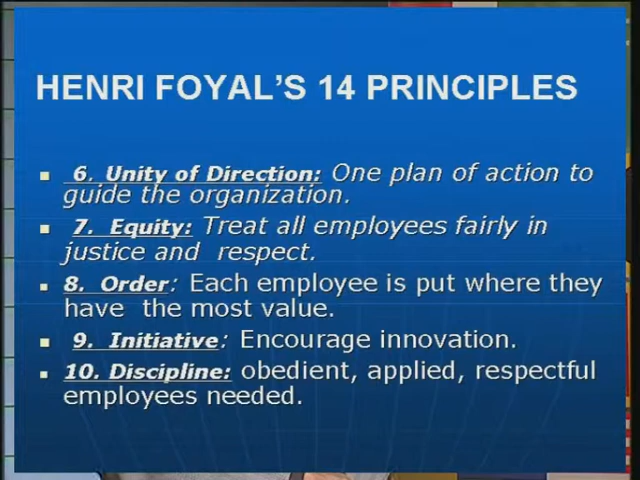 HENRI FOYAL'S 14 PRINCIPLES
6. Unity of Direction: One plan of action to
guide the organization.
7. Equity: Treat all employees fairly in
justice and respect.
8. Order: Each employee is put where they
have the most value.
9. Initiative: Encourage innovation.
10. Discipline: obedient, applied, respectful
employees needed.